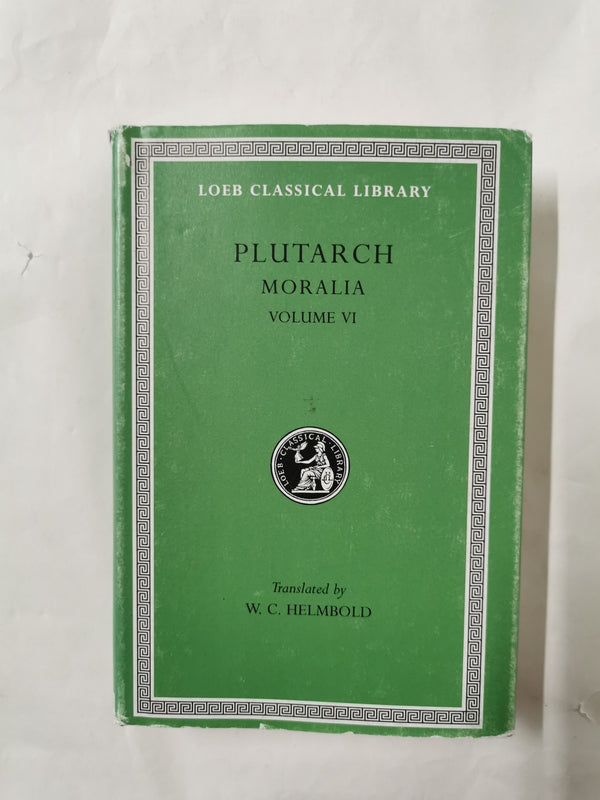 LOEB CLASSICAL LIBRARY
PLUTARCH
MORALIA
VOLUME VI
LOEB·CLASSICAL·LIBRARY
Translated by
W. C. HELMBOLD